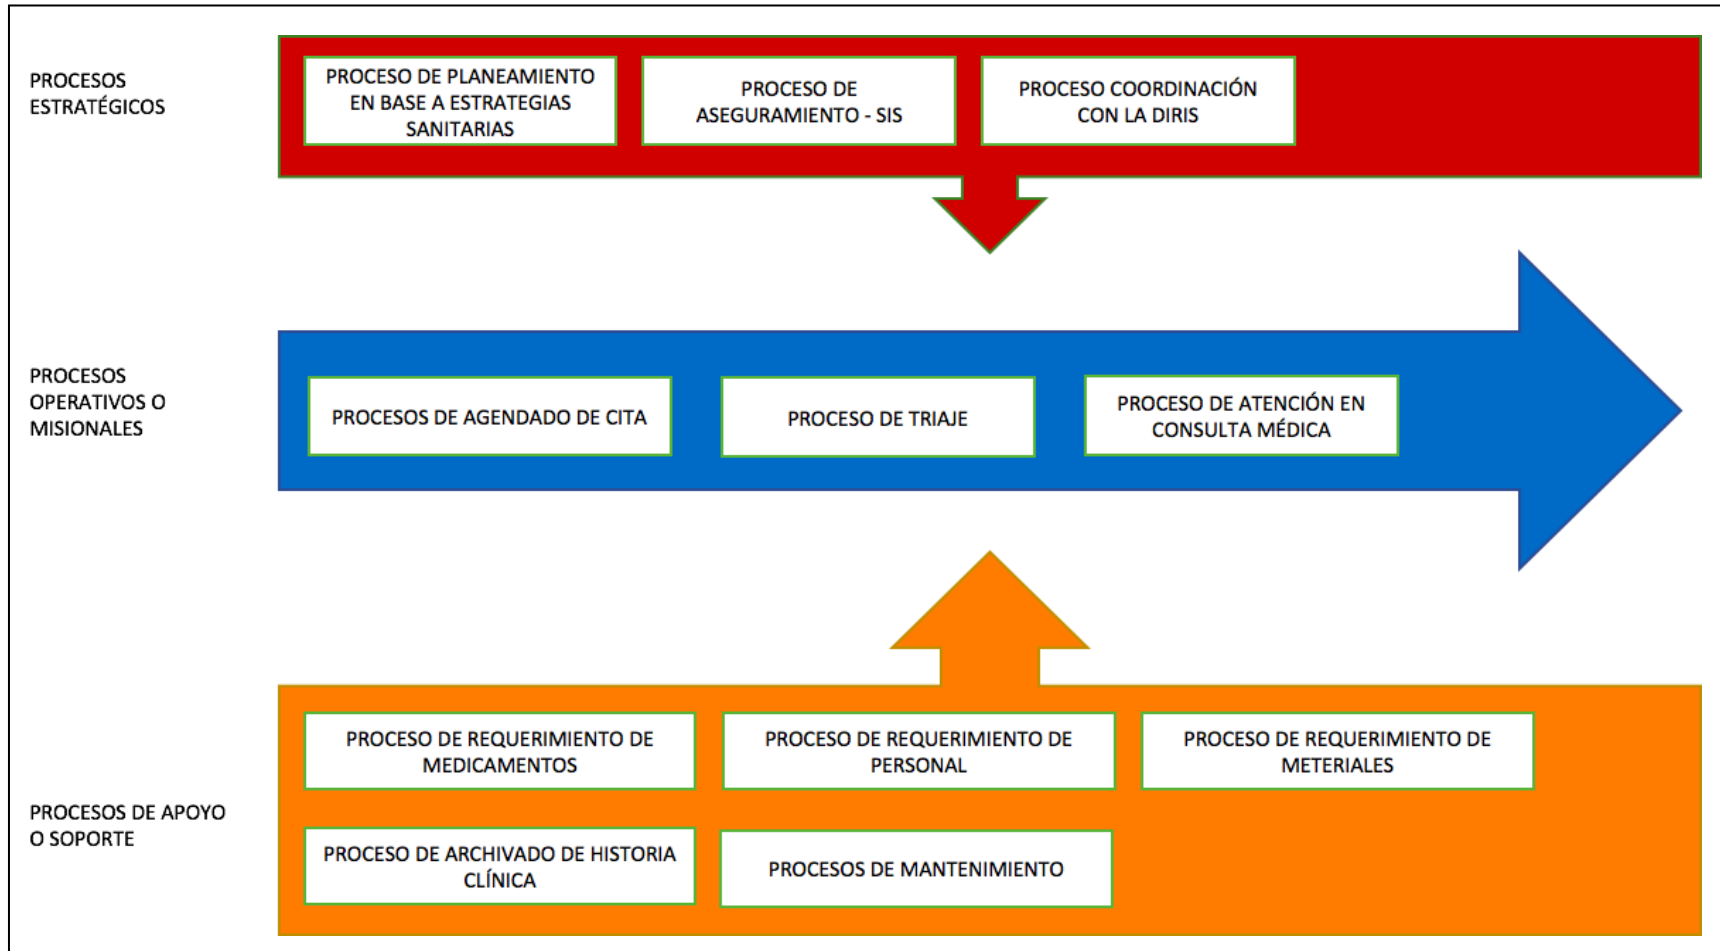 PROCESOS
ESTRATÉGICOS
PROCESO DE PLANEAMIENTO
EN BASE A ESTRATEGIAS
SANITARIAS
PROCESO DE
ASEGURAMIENTO - SIS
PROCESO COORDINACIÓN
CON LA DIRIS
PROCESOS
OPERATIVOS O
MISIONALES
PROCESOS DE AGENDADO DE CITA
PROCESO DE TRIAJE
PROCESO DE ATENCIÓN EN
CONSULTA MÉDICA
PROCESOS DE APOYO
O SOPORTE
PROCESO DE REQUERIMIENTO DE
MEDICAMENTOS
PROCESO DE REQUERIMIENTO DE
PERSONAL
PROCESO DE REQUERIMIENTO DE
METERIALES
PROCESO DE ARCHIVADO DE HISTORIA
CLÍNICA
PROCESOS DE MANTENIMIENTO